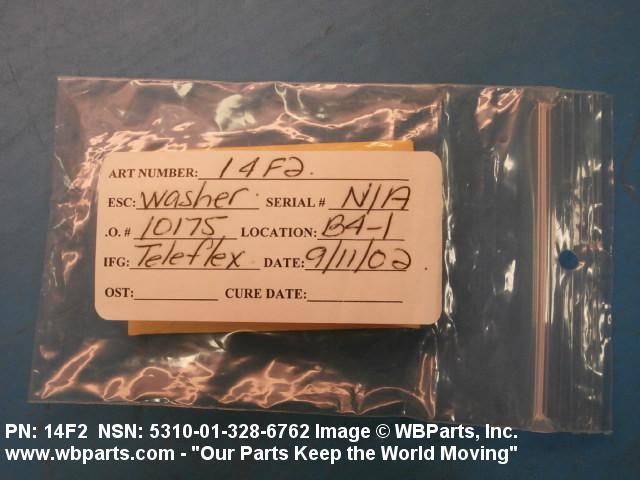 ART NUMBER: 14F2.
ESC: Washer SERIAL # N/A
.O. # 10175 LOCATION: B4-1
IFG: Teleflex DATE: 9/11/02.
OST: CURE DATE:
PN: 14F2 NSN: 5310-01-328-6762 Image © WBParts, Inc.
www.wbparts.com - "Our Parts Keep the World Moving"